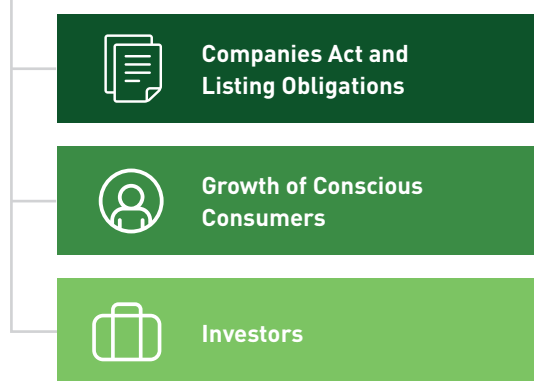 Companies Act and
Listing Obligations
Growth of Conscious
Consumers
Investors